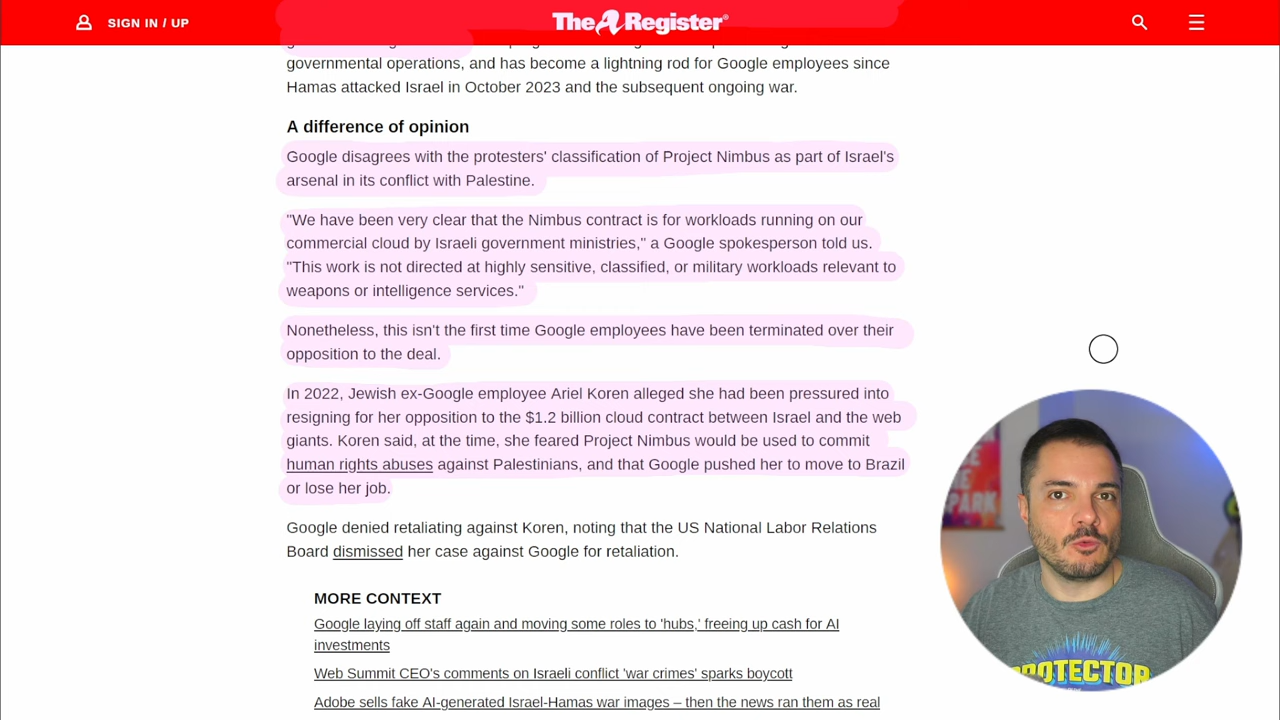 SIGN IN / UP
The Register®
governmental operations, and has become a lightning rod for Google employees since
Hamas attacked Israel in October 2023 and the subsequent ongoing war.
A difference of opinion
Google disagrees with the protesters' classification of Project Nimbus as part of Israel's
arsenal in its conflict with Palestine.
"We have been very clear that the Nimbus contract is for workloads running on our
commercial cloud by Israeli government ministries," a Google spokesperson told us.
"This work is not directed at highly sensitive, classified, or military workloads relevant to
weapons or intelligence services."
Nonetheless, this isn't the first time Google employees have been terminated over their
opposition to the deal.
In 2022, Jewish ex-Google employee Ariel Koren alleged she had been pressured into
resigning for her opposition to the $1.2 billion cloud contract between Israel and the web
giants. Koren said, at the time, she feared Project Nimbus would be used to commit
human rights abuses against Palestinians, and that Google pushed her to move to Brazil
or lose her job.
Google denied retaliating against Koren, noting that the US National Labor Relations
Board dismissed her case against Google for retaliation.
MORE CONTEXT
Google laying off staff again and moving some roles to 'hubs,' freeing up cash for AI
investments
Web Summit CEO's comments on Israeli conflict 'war crimes' sparks boycott
Adobe sells fake AI-generated Israel-Hamas war images – then the news ran them as real
PROTECTOR